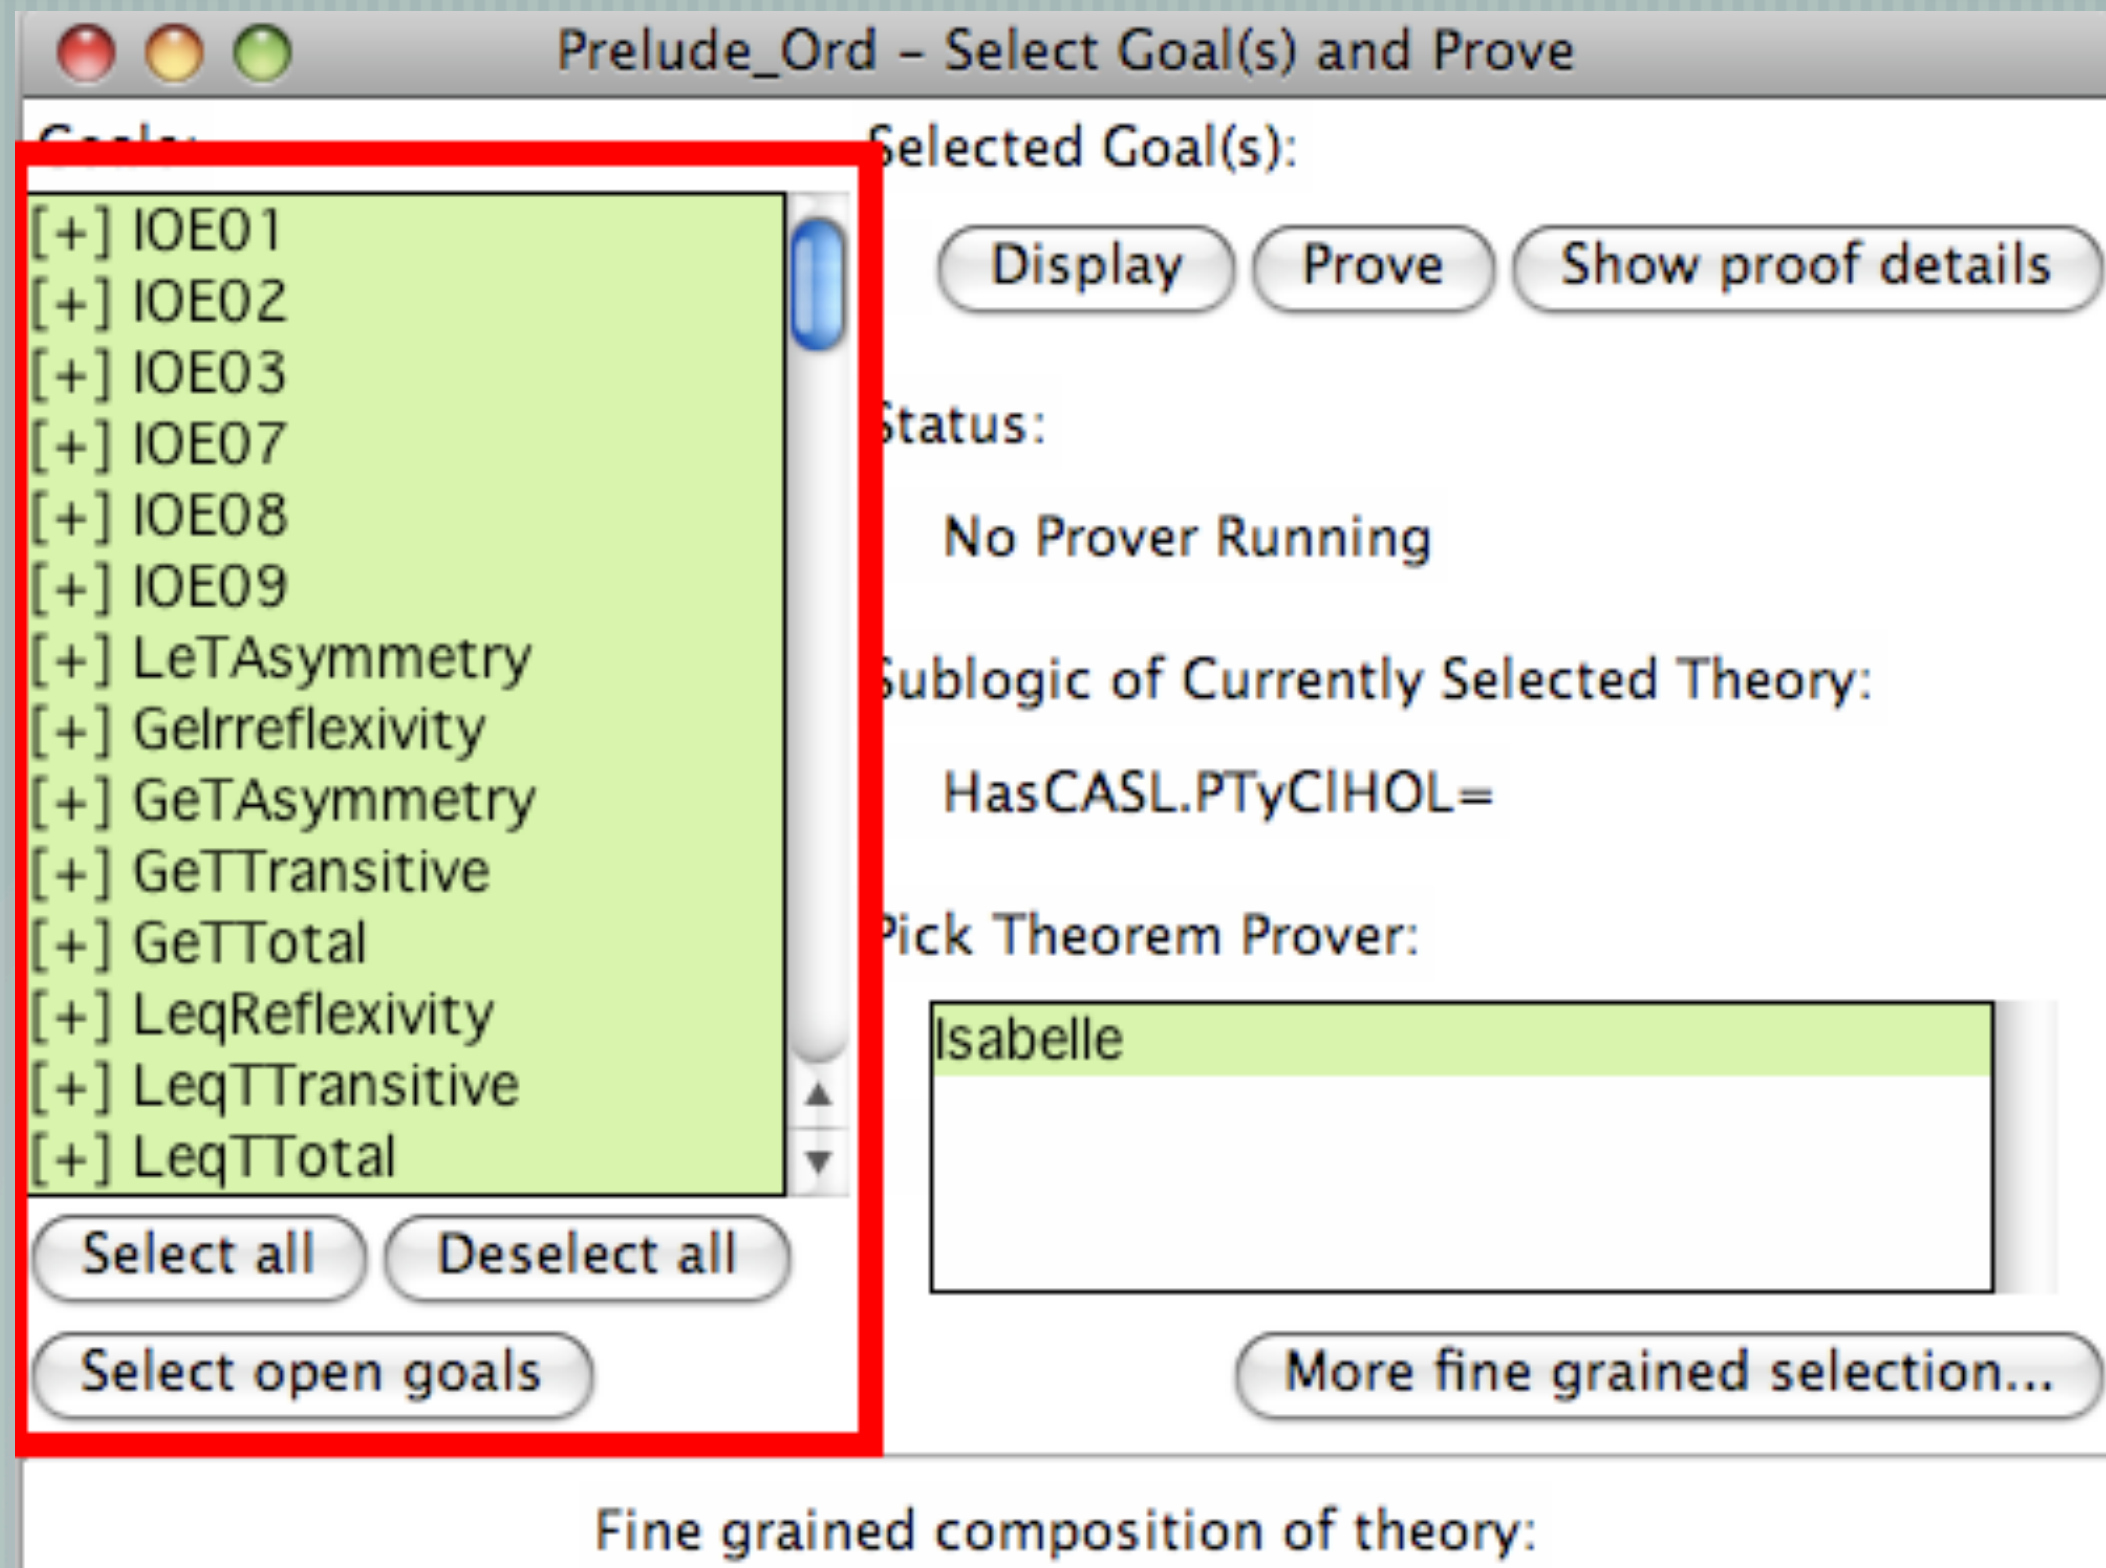 Prelude_Ord – Select Goal(s) and Prove
Goals:
[+] IOE01
[+] IOE02
[+] IOE03
[+] IOE07
[+] IOE08
[+] IOE09
[+] LeTAsymmetry
[+] GeIrreflexivity
[+] GeTAsymmetry
[+] GeTTransitive
[+] GeTTotal
[+] LeqReflexivity
[+] LeqTTransitive
[+] LeqTTotal
Select all
Deselect all
Select open goals
Selected Goal(s):
Display
Prove
Show proof details
Status:
No Prover Running
Sublogic of Currently Selected Theory:
HasCASL.PTyClHOL=
Pick Theorem Prover:
Isabelle
More fine grained selection...
Fine grained composition of theory: